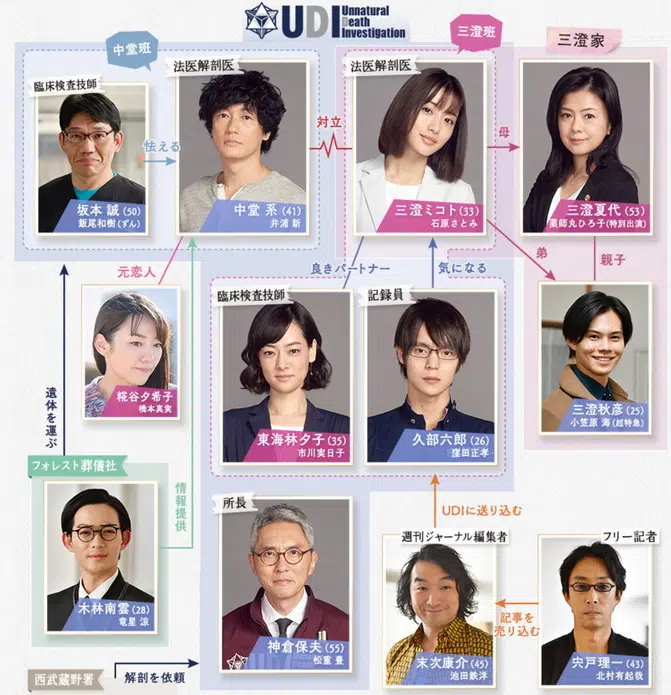 UDI Unnatural
Death
Investigation
中堂班
三澄班
三澄家
臨床検査技師
法医解剖医
法医解剖医
怯える
対立
母
坂本 誠(50)
飯尾和樹(ずん)
中堂 系(41)
井浦 新
三澄ミコト(33)
石原さとみ
三澄夏代(53)
薬師丸ひろ子(特別出演)
元恋人
良きパートナー
気になる
弟
親子
臨床検査技師
記録員
糀谷夕希子
橋本真実
東海林夕子(35)
市川実日子
久部六郎(26)
窪田正孝
三澄秋彦(25)
小笠原 海(超特急)
遺体を運ぶ
フォレスト葬儀社
情報提供
所長
UDIに送り込む
週刊ジャーナル編集者
フリー記者
記事を
売り込む
木林南雲(28)
竜星 涼
神倉保夫(55)
松重 豊
末次康介(45)
池田鉄洋
宍戸理一(43)
北村有起哉
西武蔵野署
解剖を依頼
UDI